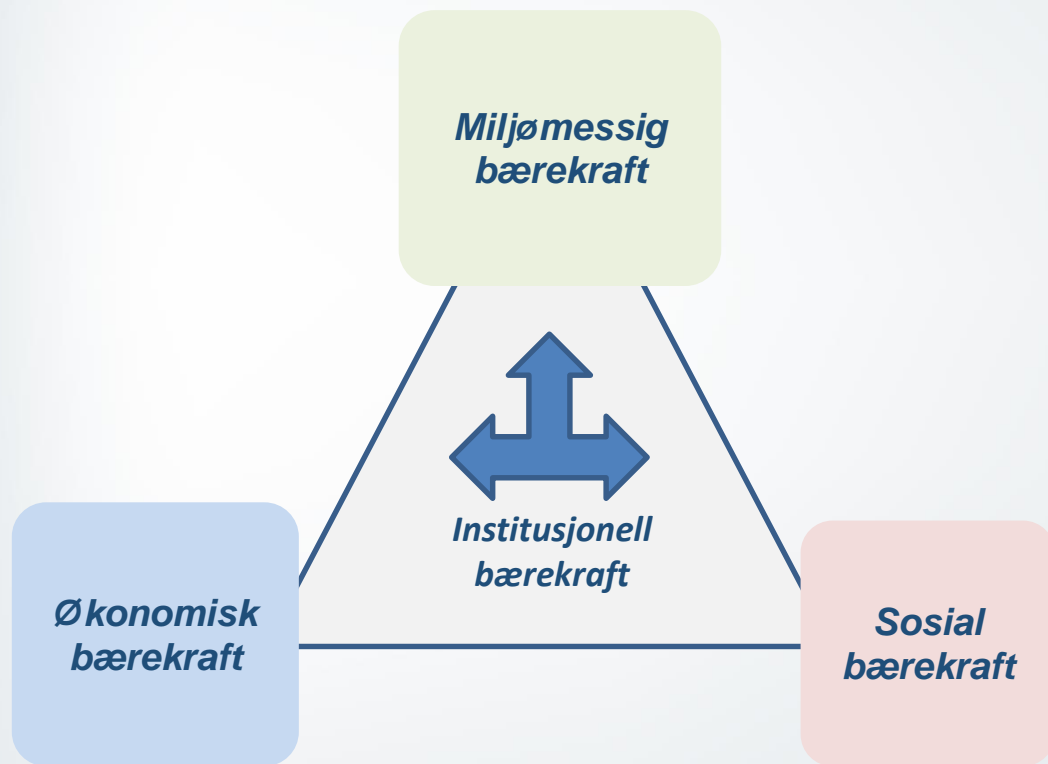 Miljømessig
bærekraft
Institusjonell
bærekraft
Økonomisk
bærekraft
Sosial
bærekraft